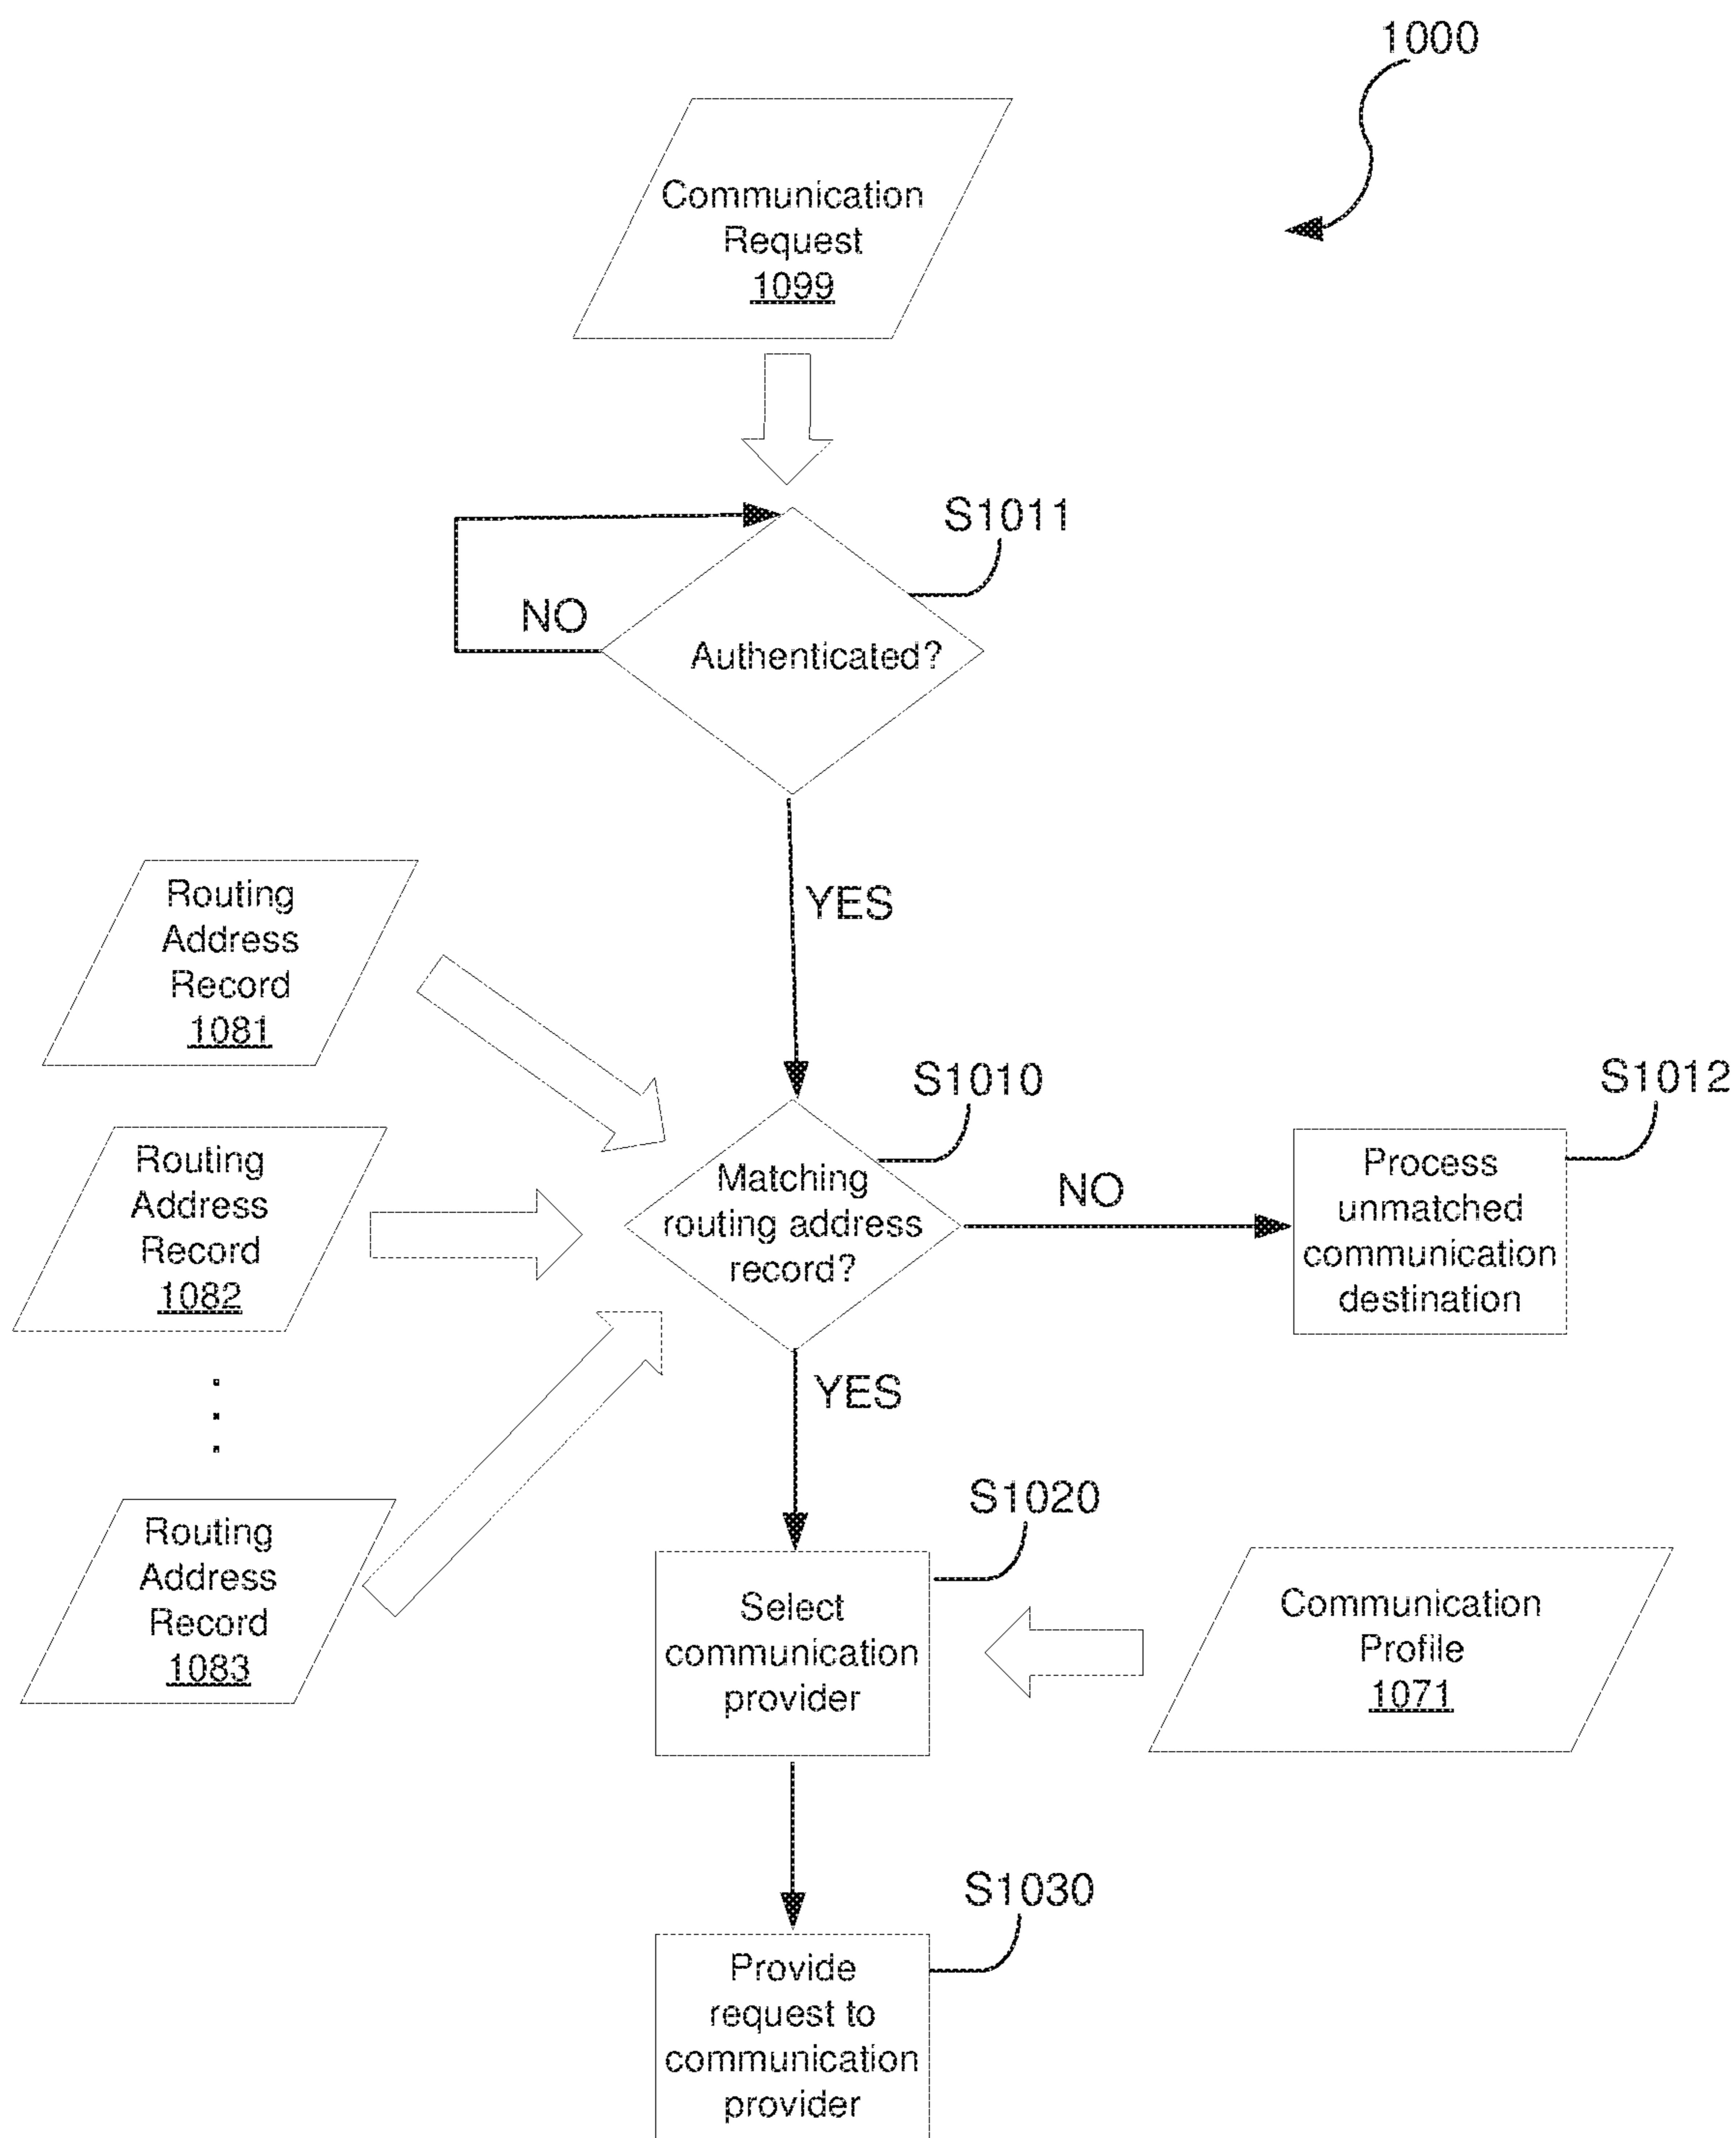 1000
Communication
Request
1099
S1011
NO
Authenticated?
YES
Routing
Address
Record
1081
S1010
S1012
Matching
routing address
record?
NO
Process
unmatched
communication
destination
Routing
Address
Record
1082
YES
S1020
Routing
Address
Record
1083
Select
communication
provider
Communication
Profile
1071
S1030
Provide
request to
communication
provider